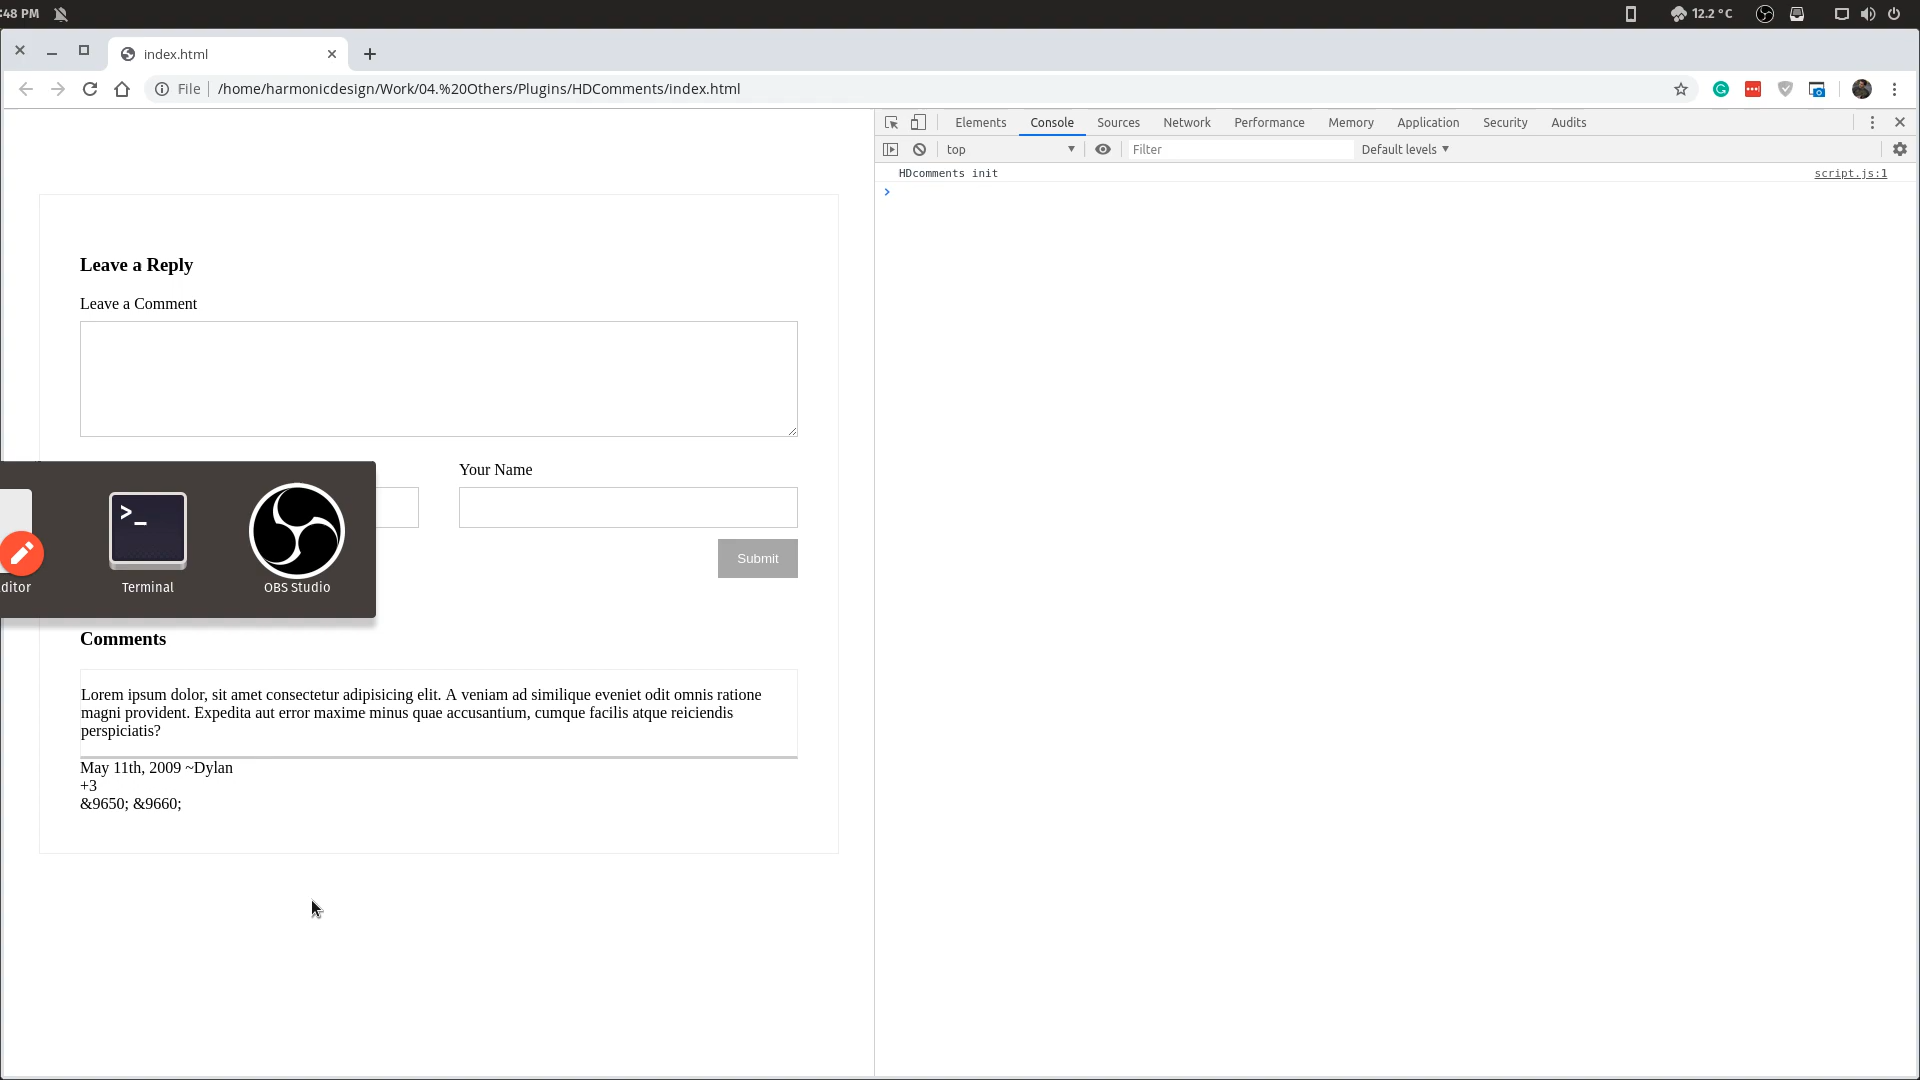 :48 PM
12.2 °C
index.html
File
/home/harmonicdesign/Work/04.%20Others/Plugins/HDComments/index.html
Elements Console Sources Network Performance Memory Application Security Audits
top Filter Default levels
HDcomments init script.js:1
Leave a Reply
Leave a Comment
Your Name
>_
ditor Terminal OBS Studio
Submit
Comments
Lorem ipsum dolor, sit amet consectetur adipisicing elit. A veniam ad similique eveniet odit omnis ratione
magni provident. Expedita aut error maxime minus quae accusantium, cumque facilis atque reiciendis
perspiciatis?
May 11th, 2009 ~Dylan
+3
&9650; &9660;